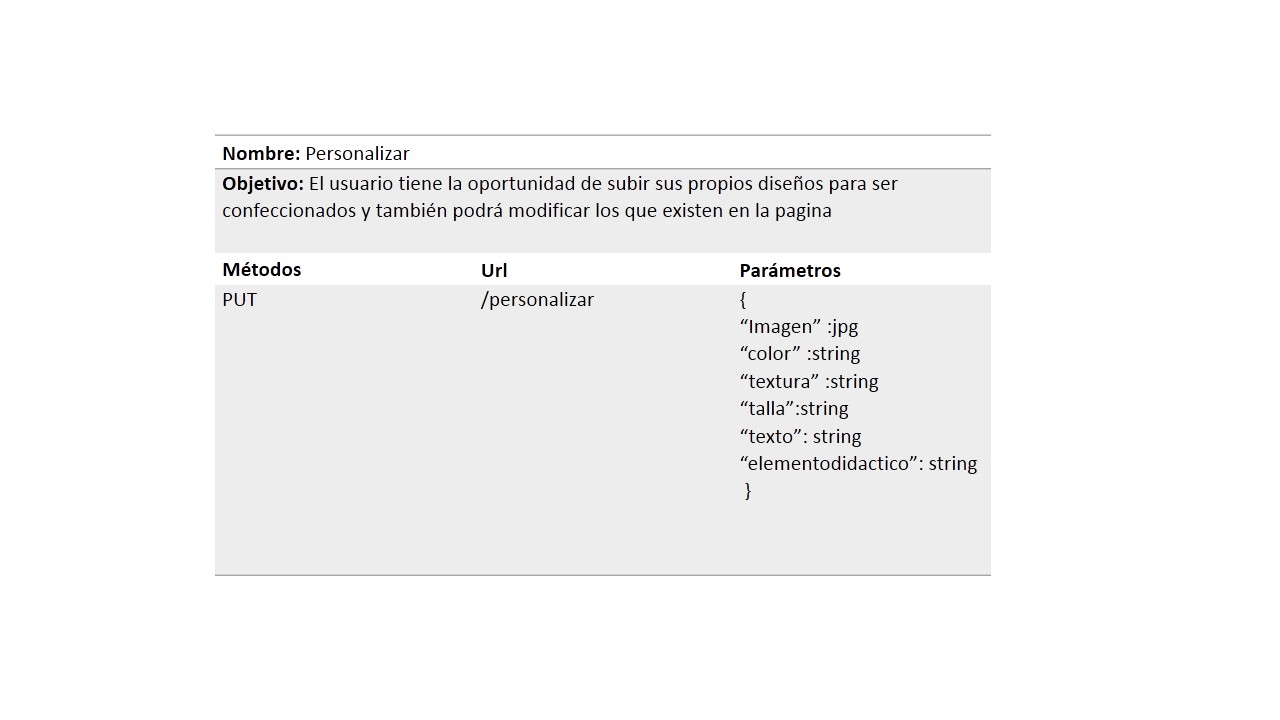 Nombre: Personalizar
Objetivo: El usuario tiene la oportunidad de subir sus propios diseños para ser
confeccionados y también podrá modificar los que existen en la pagina
Métodos Url Parámetros
PUT /personalizar {
“Imagen” :jpg
“color” :string
“textura” :string
“talla”:string
“texto”: string
“elementodidactico”: string
}